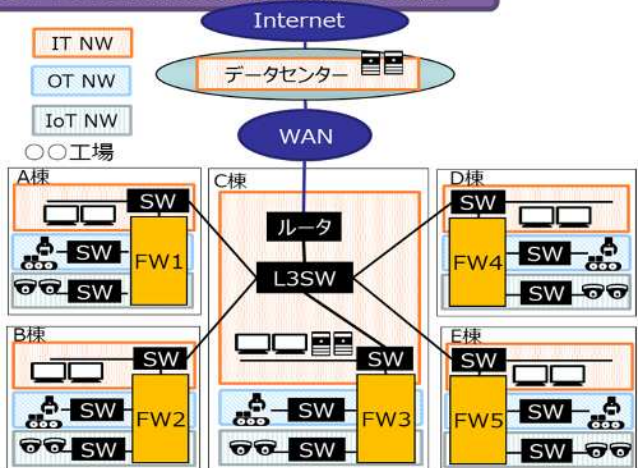 Internet
IT NW
データセンター
OT NW
IoT NW
WAN
○○工場
A棟
SW
SW
FW1
SW
B棟
SW
SW
FW2
SW
C棟
ルータ
L3SW
SW
SW
FW3
SW
D棟
SW
FW4
SW
SW
E棟
SW
FW5
SW
SW